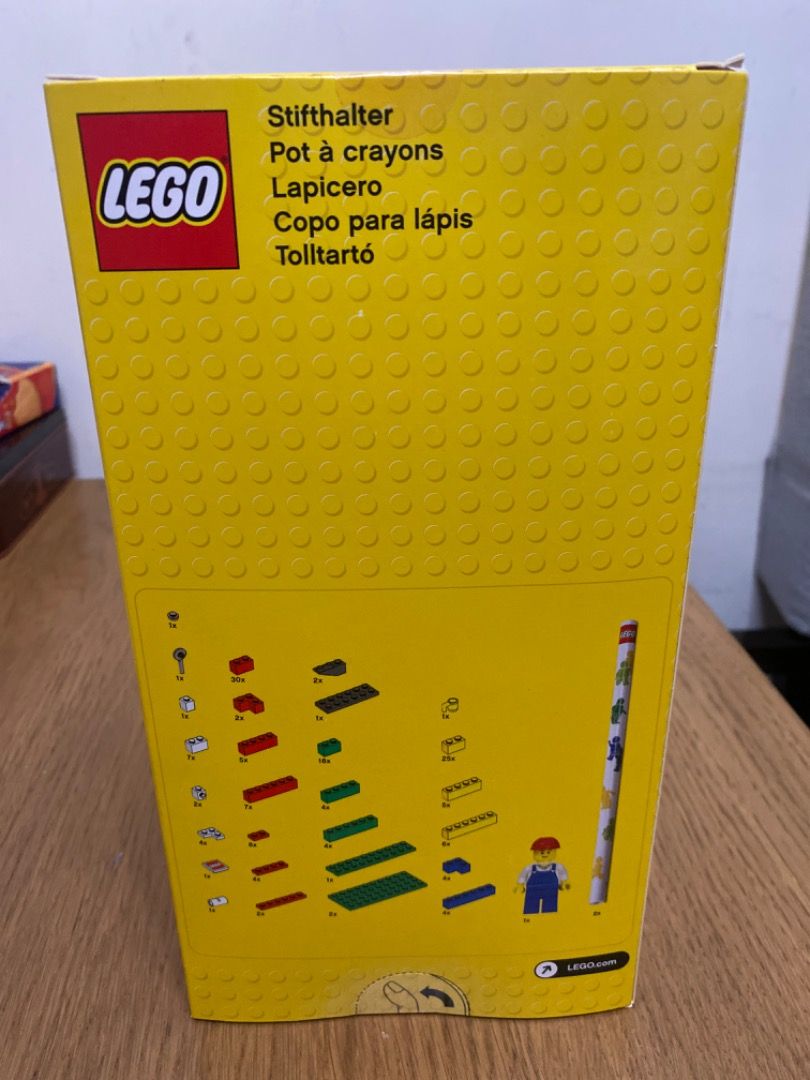 LEGO
Stifthalter
Pot à crayons
Lapicero
Copo para lápis
Tolltartó
1x
1x
30x
2x
1x
2x
1x
1x
7x
5x
16x
25x
2x
7x
4x
5x
4x
6x
4x
6x
1x
4x
1x
4x
1x
2x
2x
4x
1x
2x
LEGO
LEGO.com